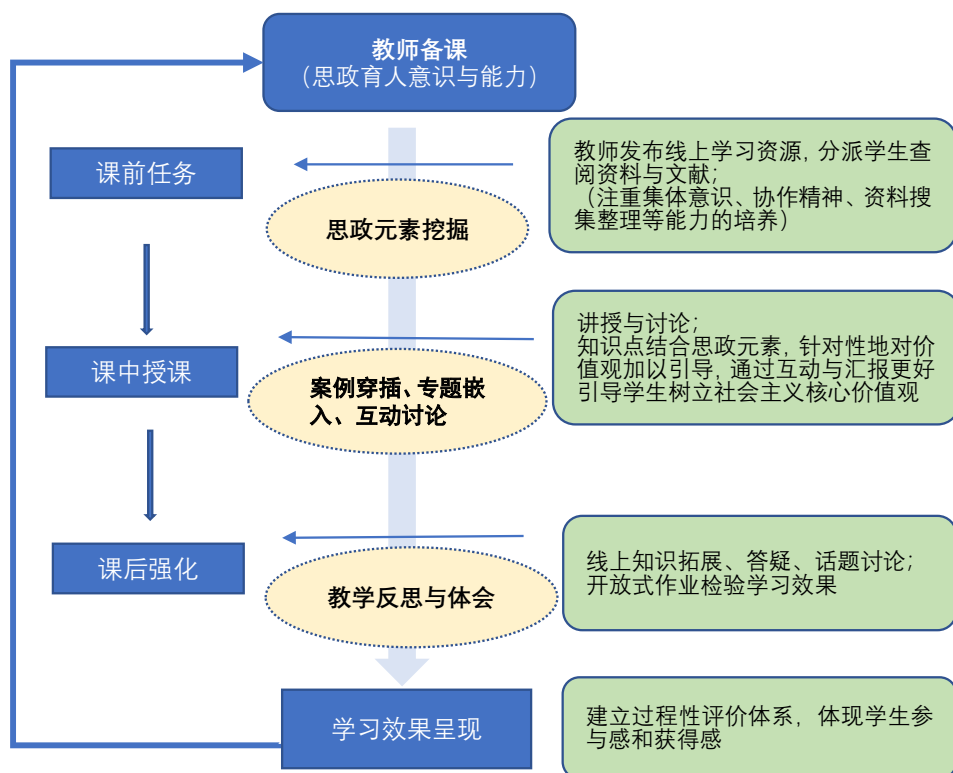 教师备课
（思政育人意识与能力）
课前任务
教师发布线上学习资源，分派学生查
阅资料与文献；
（注重集体意识、协作精神、资料搜
集整理等能力的培养）
思政元素挖掘
讲授与讨论；
知识点结合思政元素，针对性地对价
值观加以引导，通过互动与汇报更好
引导学生树立社会主义核心价值观
课中授课
案例穿插、专题嵌
入、互动讨论
课后强化
线上知识拓展、答疑、话题讨论；
开放式作业检验学习效果
教学反思与体会
学习效果呈现
建立过程性评价体系，体现学生参
与感和获得感